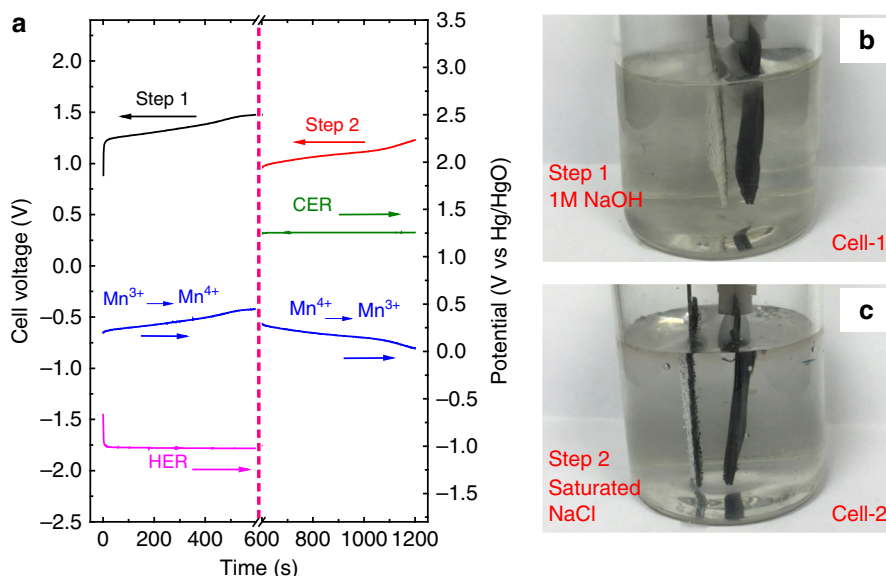 a
Cell voltage (V)
2.0
1.5
1.0
0.5
0.0
−0.5
−1.0
−1.5
−2.0
−2.5
Step 1
Step 2
CER
Mn3+ → Mn4+
Mn4+ → Mn3+
HER
3.5
3.0
2.5
2.0
1.5
1.0
0.5
0.0
−0.5
−1.0
−1.5
Potential (V vs Hg/HgO)
0 200 400 600 600 800 1000 1200
Time (s)
b
Step 1
1M NaOH
Cell-1
c
Step 2
Saturated
NaCl
Cell-2